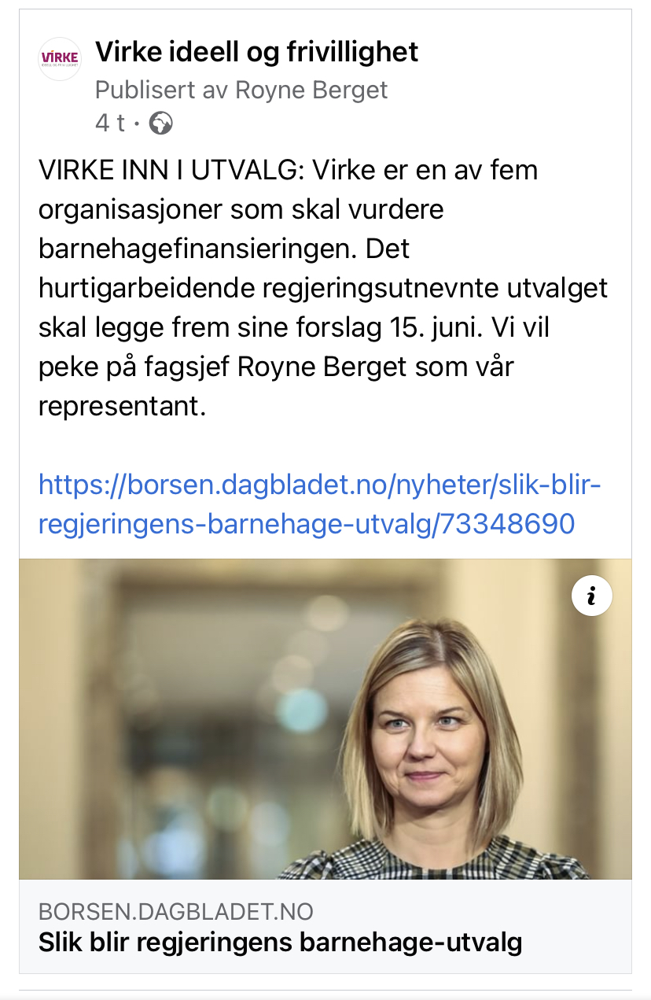 VIRKE
IDEELL OG FRIVILLIGHET
Virke ideell og frivillighet
Publisert av Royne Berget
4 t ·
VIRKE INN I UTVALG: Virke er en av fem
organisasjoner som skal vurdere
barnehagefinansieringen. Det
hurtigarbeidende regjeringsutnevnte utvalget
skal legge frem sine forslag 15. juni. Vi vil
peke på fagsjef Royne Berget som vår
representant.
https://borsen.dagbladet.no/nyheter/slik-blir-
regjeringens-barnehage-utvalg/73348690
i
BORSEN.DAGBLADET.NO
Slik blir regjeringens barnehage-utvalg